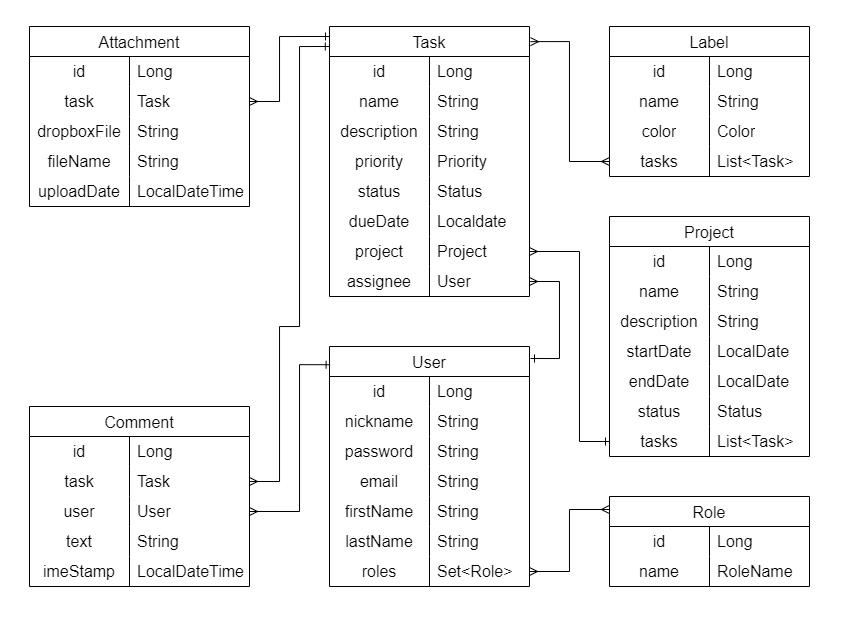 Attachment
id Long
task Task
dropboxFile String
fileName String
uploadDate LocalDateTime
Task
id Long
name String
description String
priority Priority
status Status
dueDate Localdate
project Project
assignee User
Label
id Long
name String
color Color
tasks List<Task>
Project
id Long
name String
description String
startDate LocalDate
endDate LocalDate
status Status
tasks List<Task>
Comment
id Long
task Task
user User
text String
imeStamp LocalDateTime
User
id Long
nickname String
password String
email String
firstName String
lastName String
roles Set<Role>
Role
id Long
name RoleName